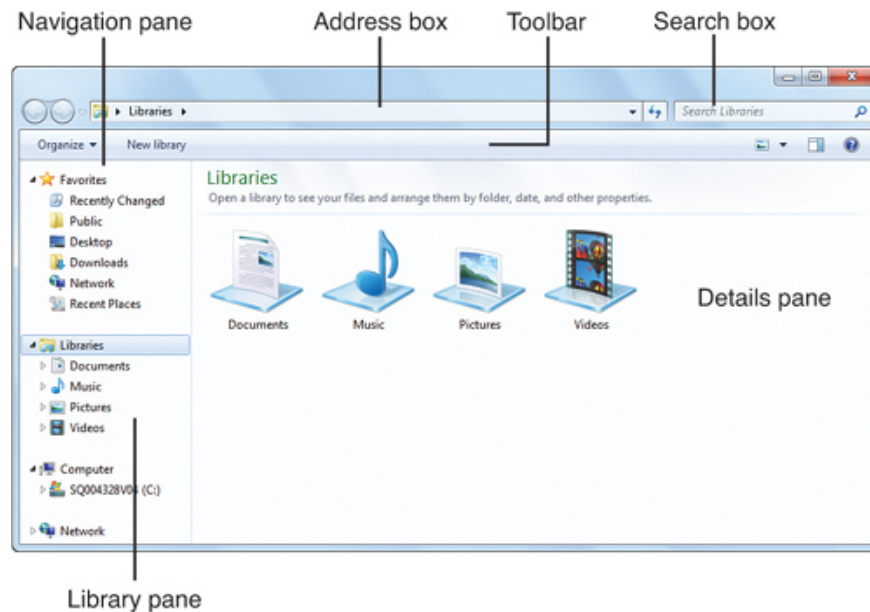 Navigation pane
Address box
Toolbar
Search box
Libraries
Search Libraries
Organize
New library
Favorites
Recently Changed
Public
Desktop
Downloads
Network
Recent Places
Libraries
Documents
Music
Pictures
Videos
Computer
SQ004328V04 (C:)
Network
Libraries
Open a library to see your files and arrange them by folder, date, and other properties.
Documents
Music
Pictures
Videos
Details pane
Library pane